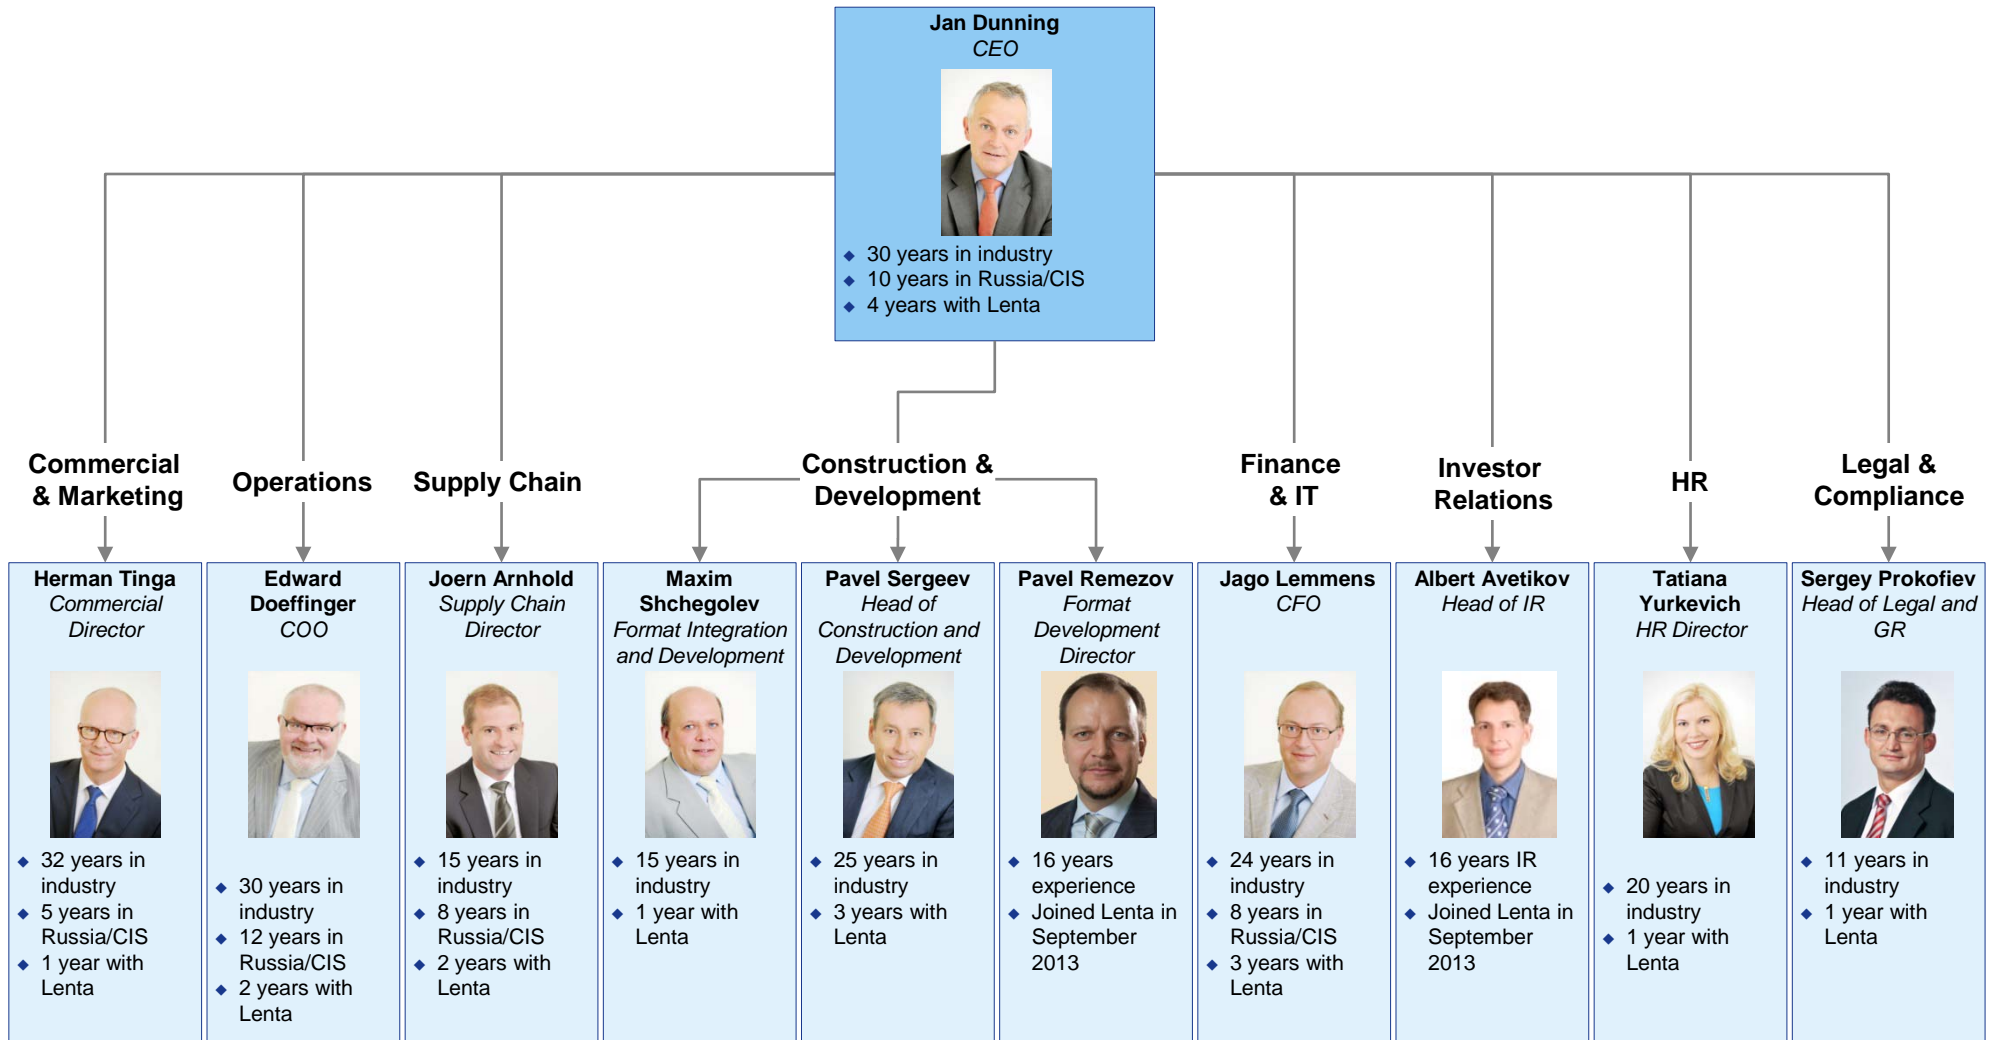 Jan Dunning
CEO
◆ 30 years in industry
◆ 10 years in Russia/CIS
◆ 4 years with Lenta
Commercial
& Marketing
Operations
Supply Chain
Construction &
Development
Finance
& IT
Investor
Relations
HR
Legal &
Compliance
Herman Tinga
Commercial
Director
◆ 32 years in
industry
◆ 5 years in
Russia/CIS
◆ 1 year with
Lenta
Edward
Doeffinger
COO
◆ 30 years in
industry
◆ 12 years in
Russia/CIS
◆ 2 years with
Lenta
Joern Arnhold
Supply Chain
Director
◆ 15 years in
industry
◆ 8 years in
Russia/CIS
◆ 2 years with
Lenta
Maxim
Shchegolev
Format Integration
and Development
◆ 15 years in
industry
◆ 1 year with
Lenta
Pavel Sergeev
Head of
Construction and
Development
◆ 25 years in
industry
◆ 3 years with
Lenta
Pavel Remezov
Format
Development
Director
◆ 16 years
experience
◆ Joined Lenta in
September
2013
Jago Lemmens
CFO
◆ 24 years in
industry
◆ 8 years in
Russia/CIS
◆ 3 years with
Lenta
Albert Avetikov
Head of IR
◆ 16 years IR
experience
◆ Joined Lenta in
September
2013
Tatiana
Yurkevich
HR Director
◆ 20 years in
industry
◆ 1 year with
Lenta
Sergey Prokofiev
Head of Legal and
GR
◆ 11 years in
industry
◆ 1 year with
Lenta